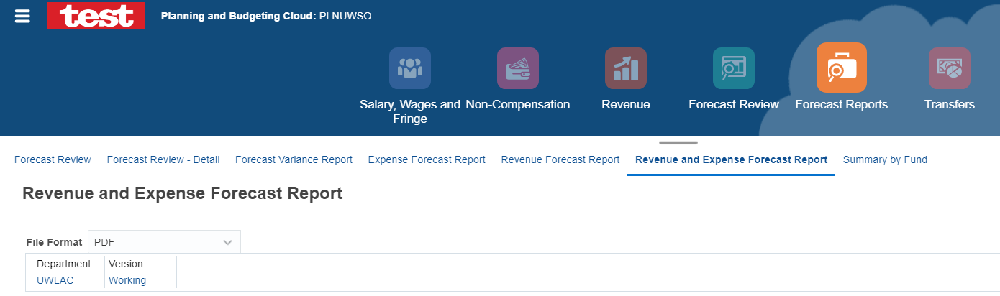 test
Planning and Budgeting Cloud: PLNUWSO
Salary, Wages and Fringe
Non-Compensation
Revenue
Forecast Review
Forecast Reports
Transfers
Forecast Review Forecast Review - Detail Forecast Variance Report Expense Forecast Report Revenue Forecast Report Revenue and Expense Forecast Report Summary by Fund
Revenue and Expense Forecast Report
File Format PDF
Department Version
UWLAC Working